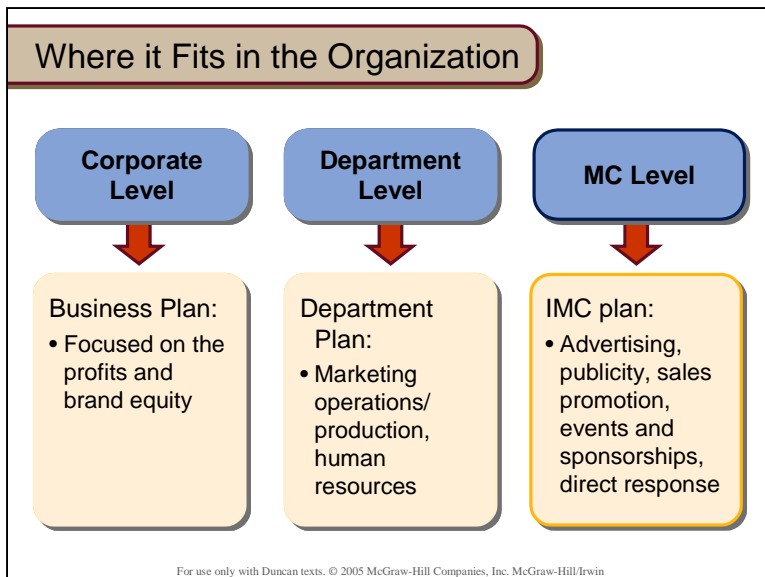 Where it Fits in the Organization
Corporate
Level
Department
Level
MC Level
Business Plan:
• Focused on the
profits and
brand equity
Department
Plan:
• Marketing
operations/
production,
human
resources
IMC plan:
• Advertising,
publicity, sales
promotion,
events and
sponsorships,
direct response
For use only with Duncan texts. © 2005 McGraw-Hill Companies, Inc. McGraw-Hill/Irwin